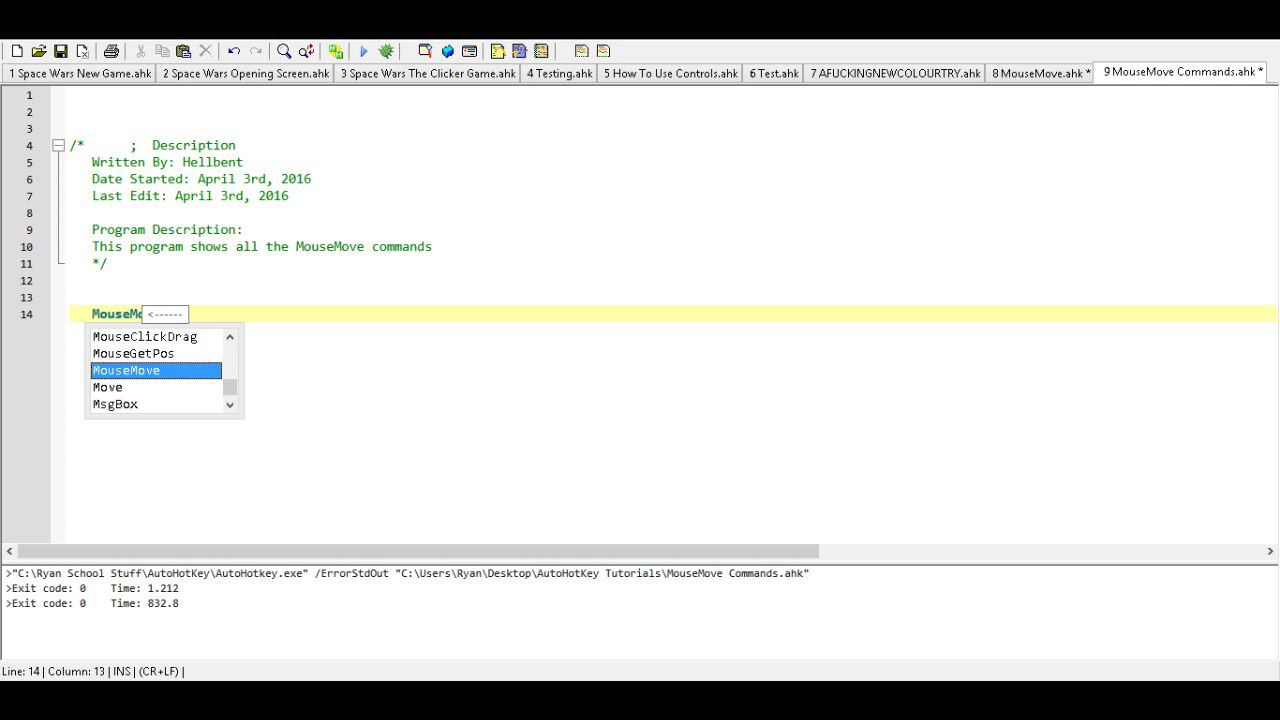 1 Space Wars New Game.ahk 2 Space Wars Opening Screen.ahk 3 Space Wars The Clicker Game.ahk 4 Testing.ahk 5 How To Use Controls.ahk 6 Test.ahk 7 AFUCKINGNEWCOLOURTRY.ahk 8 MouseMove.ahk * 9 MouseMove Commands.ahk *
1
2
3
4 /* ; Description
5 Written By: Hellbent
6 Date Started: April 3rd, 2016
7 Last Edit: April 3rd, 2016
8
9 Program Description:
10 This program shows all the MouseMove commands
11 */
12
13
14 MouseMo <------
MouseClickDrag
MouseGetPos
MouseMove
Move
MsgBox
>"C:\Ryan School Stuff\AutoHotKey\AutoHotkey.exe" /ErrorStdOut "C:\Users\Ryan\Desktop\AutoHotKey Tutorials\MouseMove Commands.ahk"
>Exit code: 0 Time: 1.212
>Exit code: 0 Time: 832.8
Line: 14 | Column: 13 | INS | (CR+LF) |